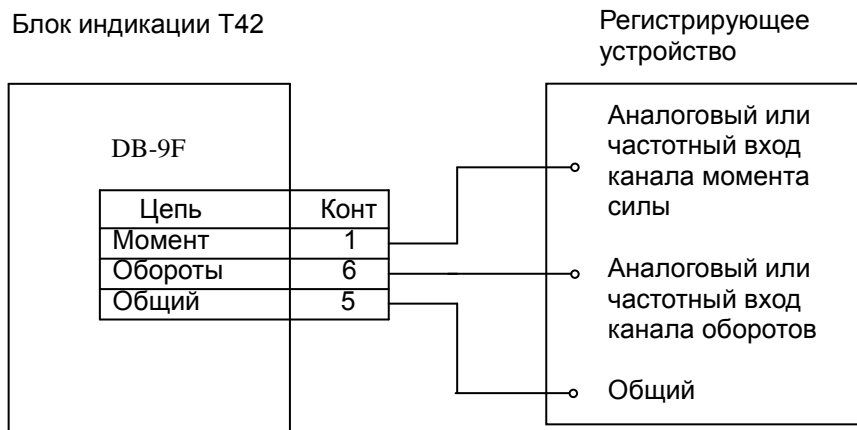 Блок индикации Т42
Регистрирующее
устройство
DB-9F
Цепь Конт
Момент 1
Обороты 6
Общий 5
Аналоговый или
частотный вход
канала момента
силы
Аналоговый или
частотный вход
канала оборотов
Общий